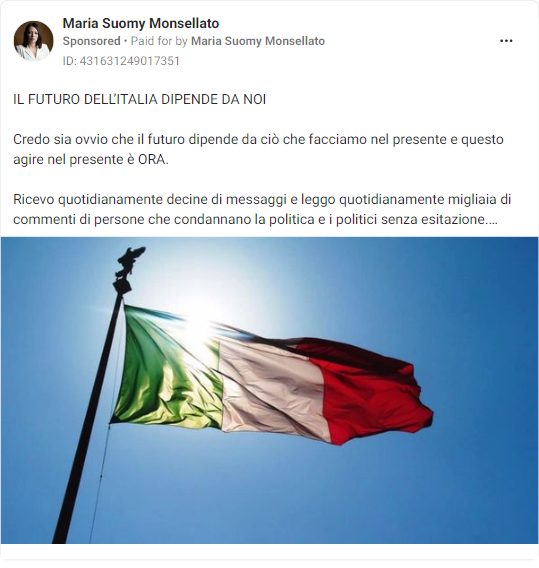 Maria Suomy Monsellato
Sponsored • Paid for by Maria Suomy Monsellato
ID: 431631249017351
IL FUTURO DELL'ITALIA DIPENDE DA NOI
Credo sia ovvio che il futuro dipende da ciò che facciamo nel presente e questo
agire nel presente è ORA.
Ricevo quotidianamente decine di messaggi e leggo quotidianamente migliaia di
commenti di persone che condannano la politica e i politici senza esitazione....